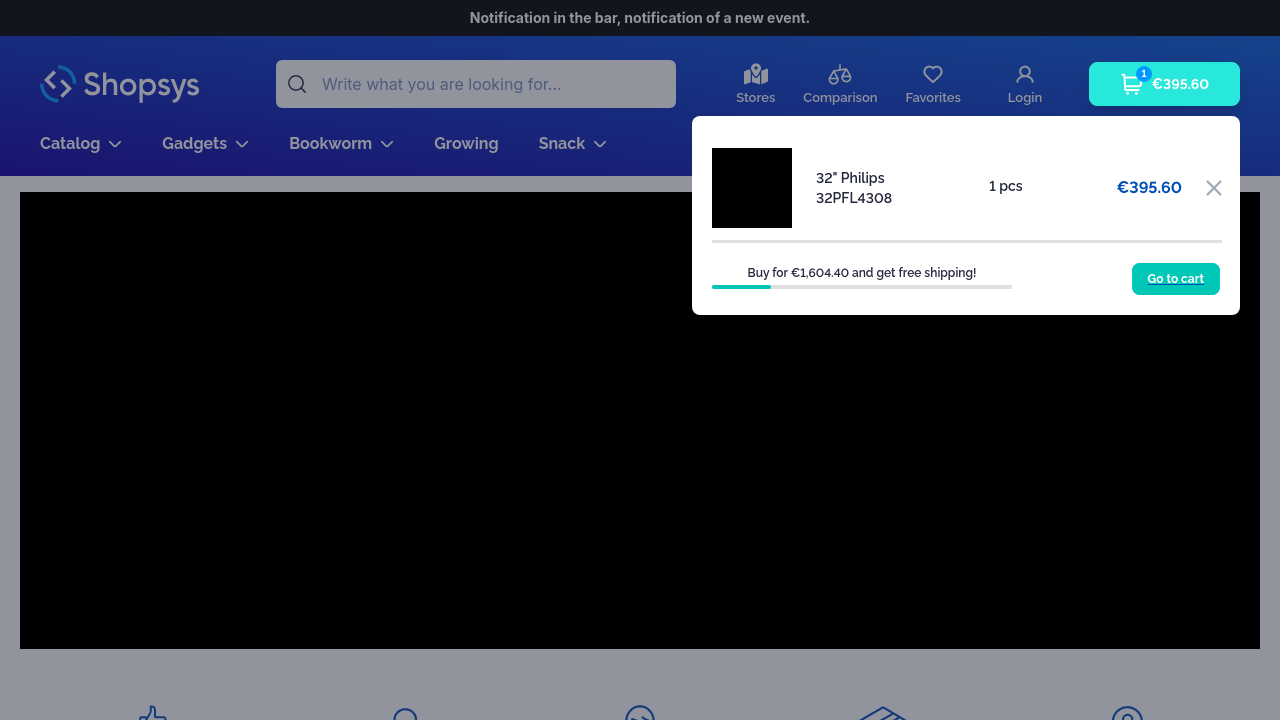 Notification in the bar, notification of a new event.
Shopsys
Write what you are looking for...
Stores
Comparison
Favorites
Login
1
€395.60
Catalog
Gadgets
Bookworm
Growing
Snack
32" Philips
32PFL4308
1 pcs
€395.60
Buy for €1,604.40 and get free shipping!
Go to cart